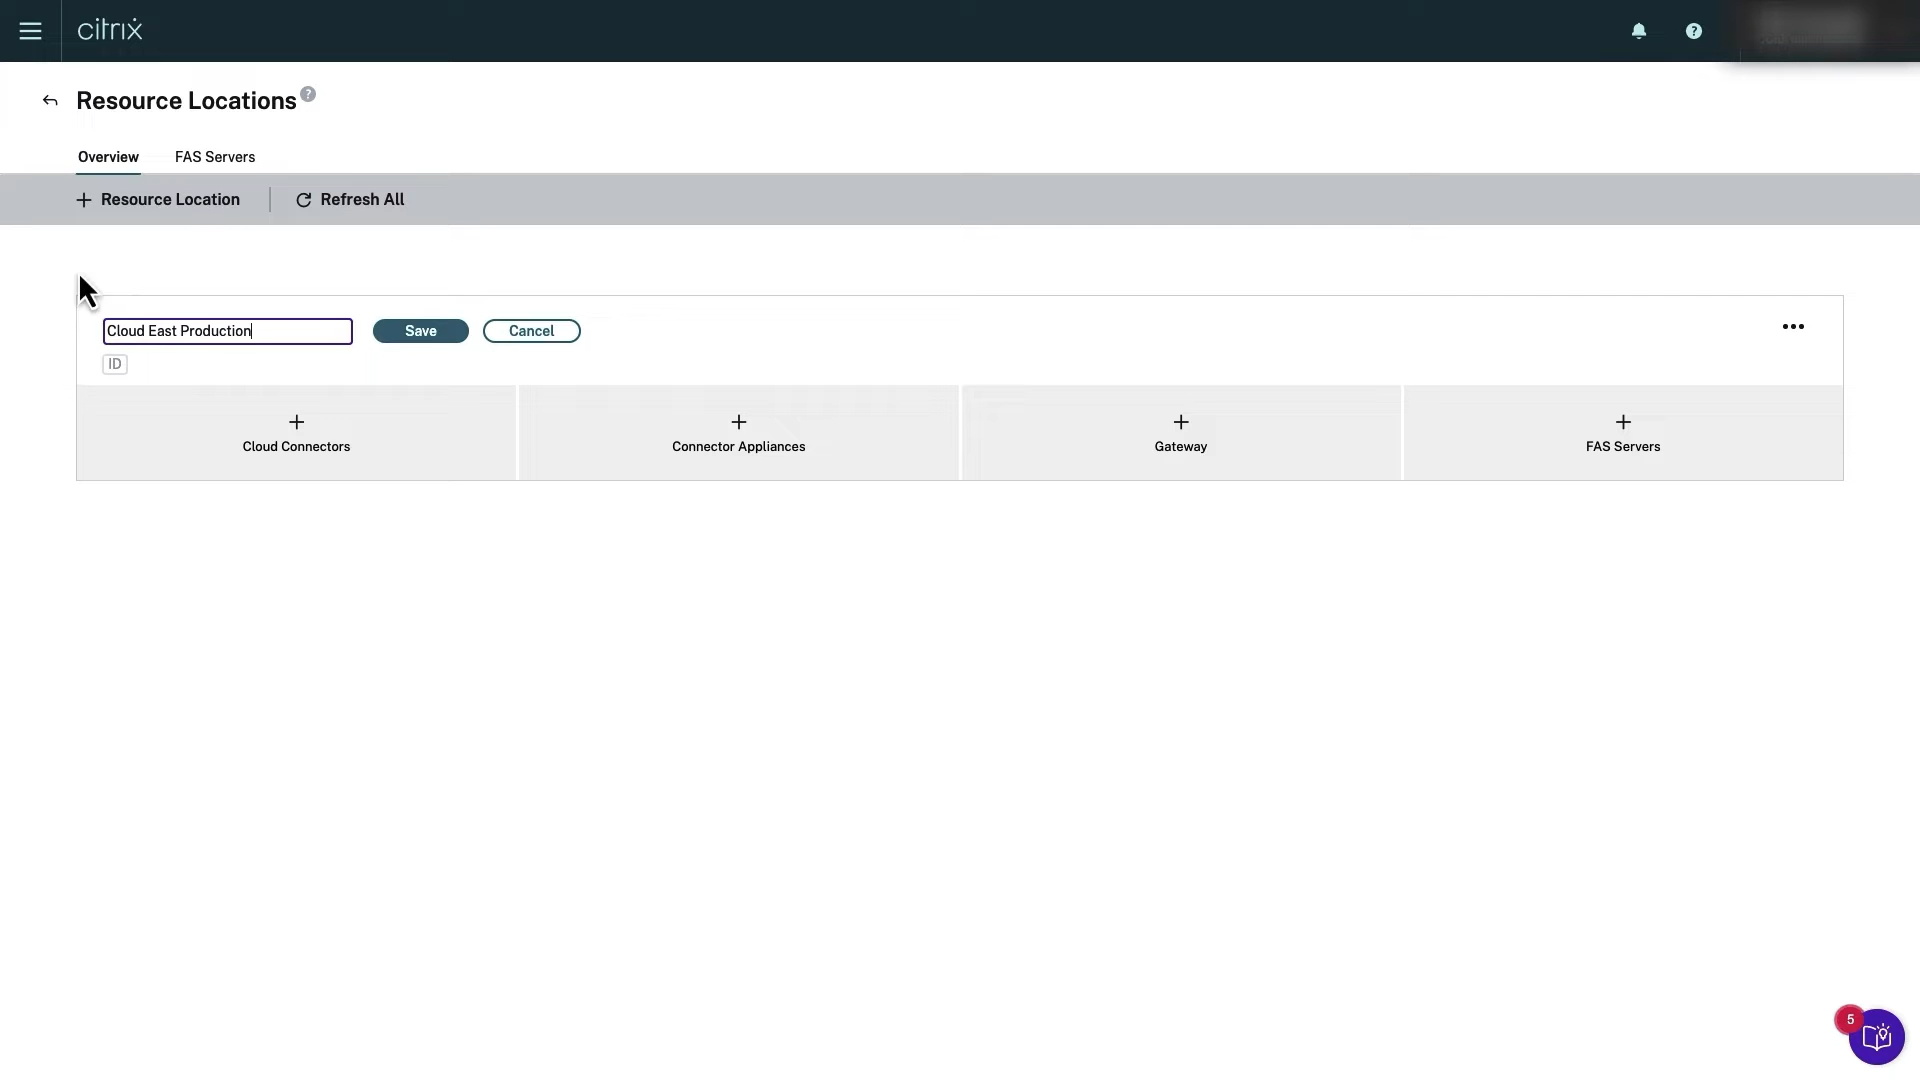 citrix
Resource Locations ?
Overview FAS Servers
+ Resource Location Refresh All
Cloud East Production Save Cancel
ID
Cloud Connectors Connector Appliances Gateway FAS Servers
5